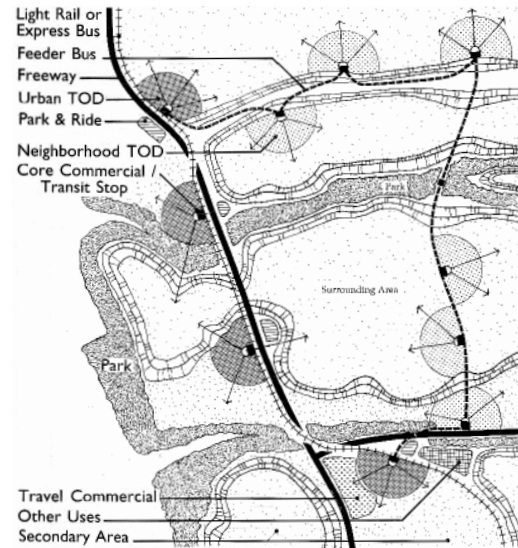 Light Rail or
Express Bus
Feeder Bus
Freeway
Urban TOD
Park & Ride
Neighborhood TOD
Core Commercial /
Transit Stop
Park
Surrounding Area
Park
Travel Commercial
Other Uses
Secondary Area